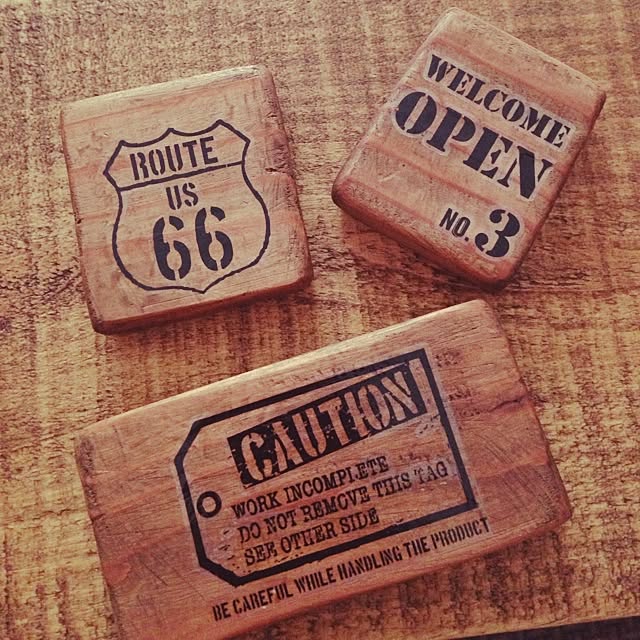 ROUTE
US
66
WELCOME
OPEN
NO. 3
CAUTION
WORK INCOMPLETE
DO NOT REMOVE THIS TAG
SEE OTHER SIDE
BE CAREFUL WHILE HANDLING THE PRODUCT